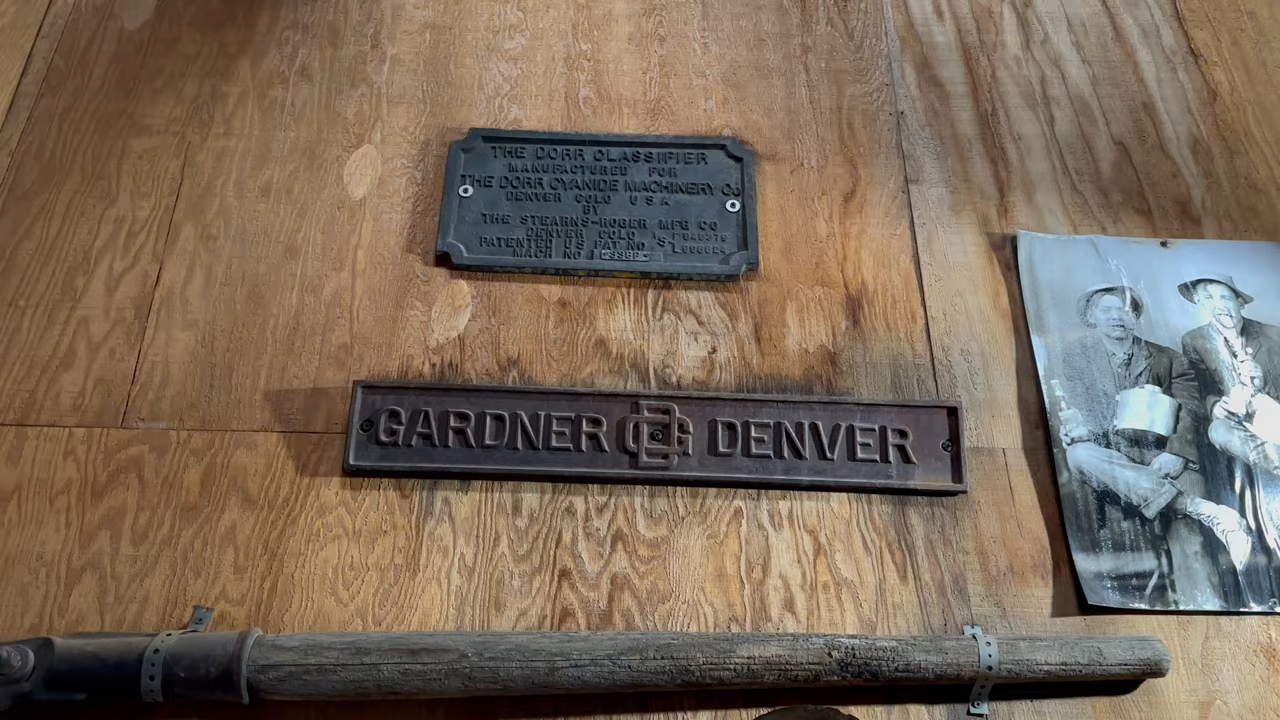 THE DORR CLASSIFIER
MANUFACTURED FOR
THE DORR CYANIDE MACHINERY Co
DENVER COLO USA
BY
THE STEARNS-ROGER MFG CO
DENVER COLO
PATENTED US PAT NO
MACH NO
GARDNER DENVER